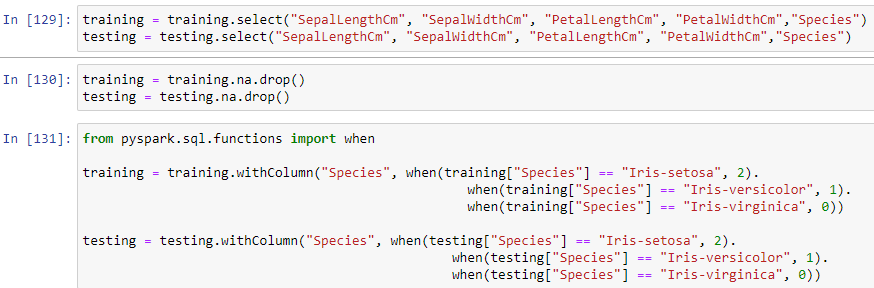 In [129]: training = training.select("SepalLengthCm", "SepalWidthCm", "PetalLengthCm", "PetalWidthCm","Species")
testing = testing.select("SepalLengthCm", "SepalWidthCm", "PetalLengthCm", "PetalWidthCm","Species")
In [130]: training = training.na.drop()
testing = testing.na.drop()
In [131]: from pyspark.sql.functions import when
training = training.withColumn("Species", when(training["Species"] == "Iris-setosa", 2).
when(training["Species"] == "Iris-versicolor", 1).
when(training["Species"] == "Iris-virginica", 0))
testing = testing.withColumn("Species", when(testing["Species"] == "Iris-setosa", 2).
when(testing["Species"] == "Iris-versicolor", 1).
when(testing["Species"] == "Iris-virginica", 0))